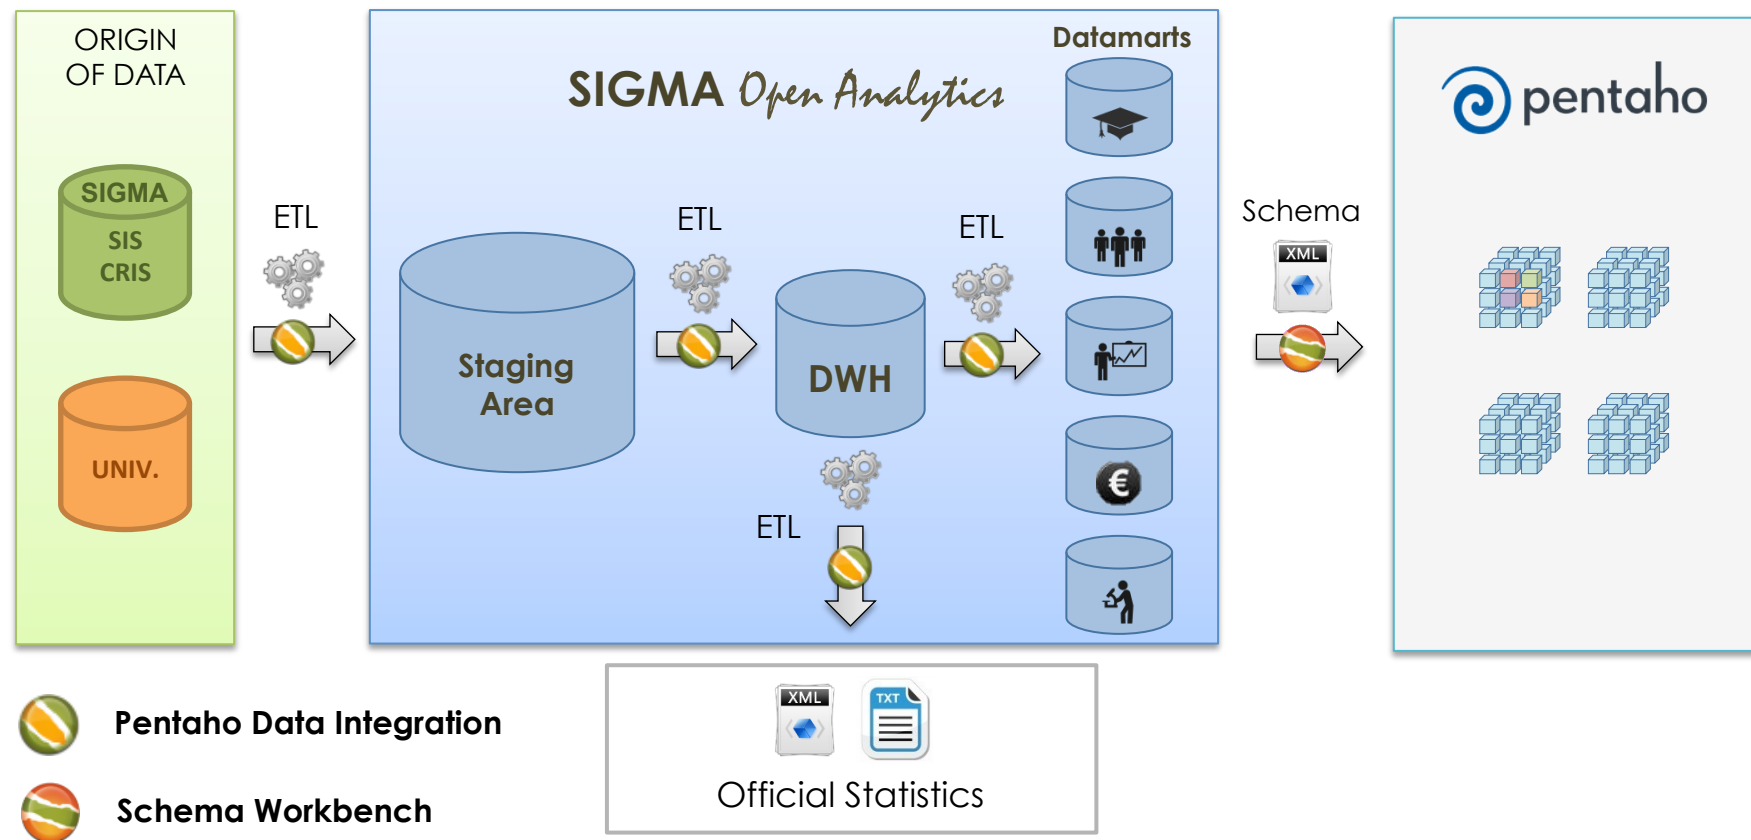 ORIGIN
OF DATA
SIGMA
SIS
CRIS
UNIV.
ETL
SIGMA Open Analytics
Staging
Area
ETL
DWH
ETL
ETL
Datamarts
€
Schema
XML
pentaho
Pentaho Data Integration
Schema Workbench
XML
TXT
Official Statistics